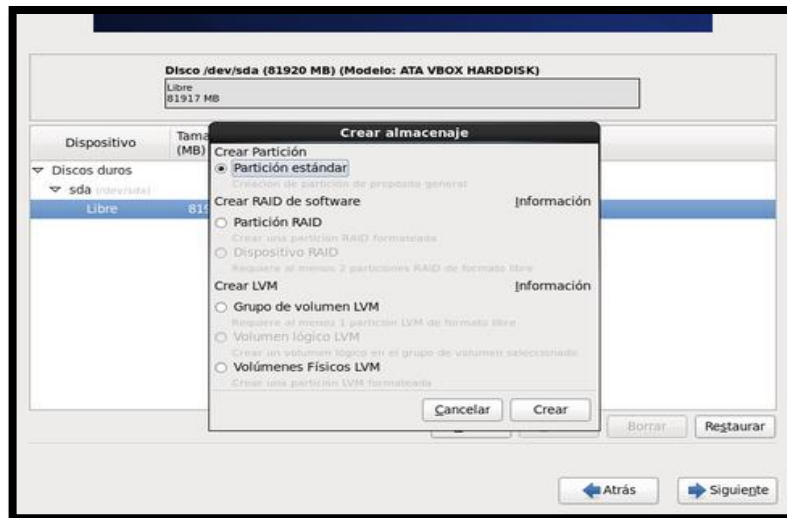 Disco /dev/sda (81920 MB) (Modelo: ATA VBOX HARDDISK)
Libre
81917 MB
Crear almacenaje
Dispositivo
Tama
(MB)
Crear Partición
Partición estándar
Creación de partición de propósito general
Discos duros
sda (/dev/sda)
Libre 819
Crear RAID de software Información
Partición RAID
Crear una partición RAID formateada
Dispositivo RAID
Requiere al menos 2 particiones RAID de formato libre
Crear LVM Información
Grupo de volumen LVM
Requiere al menos 1 partición LVM de formato libre
Volumen lógico LVM
Crear un volumen lógico en el grupo de volumen seleccionado
Volúmenes Físicos LVM
Crear una partición LVM formateada
Cancelar Crear
Borrar Restaurar
Atrás Siguiente